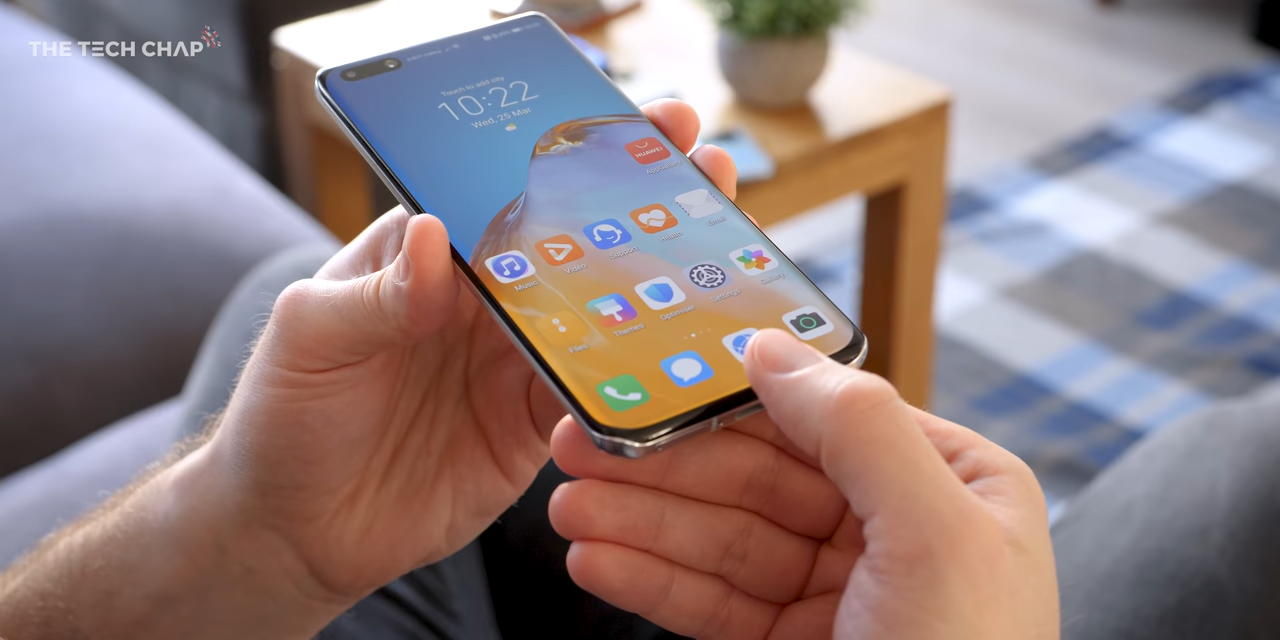 THE TECH CHAP
Touch to add city
10:22
Wed, 25 Mar
HUAWEI
Email
Health
Support
Video
Music
Gallery
Settings
Optimiser
Themes
Files